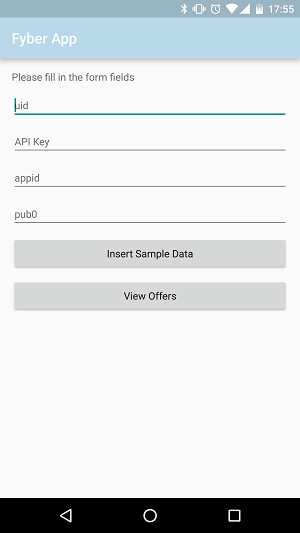 17:55
Fyber App
Please fill in the form fields
uid
API Key
appid
pub0
Insert Sample Data
View Offers